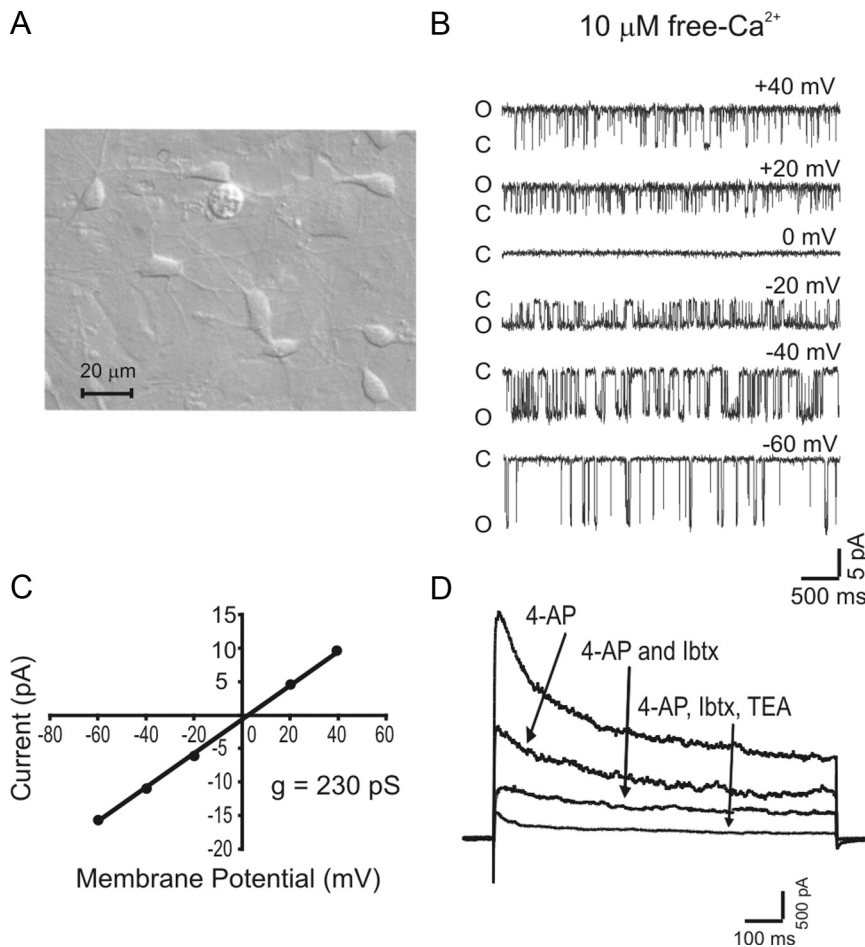 A
20 μm
B
10 μM free-Ca²⁺
+40 mV
O
C
+20 mV
O
C
0 mV
C
-20 mV
C
O
-40 mV
C
O
-60 mV
C
O
5 pA
500 ms
C
Current (pA)
15
10
5
-80 -60 -40 -20 0 20 40 60
-5
-10
-15
-20
g = 230 pS
Membrane Potential (mV)
D
4-AP
4-AP and Ibtx
4-AP, Ibtx, TEA
500 pA
100 ms